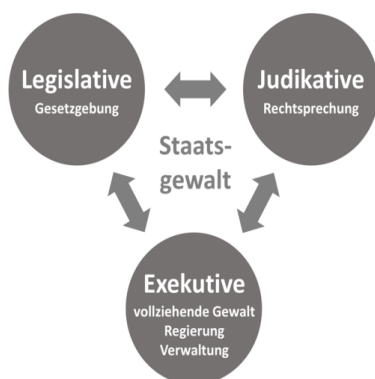 Legislative
Gesetzgebung
Judikative
Rechtsprechung
Staats-
gewalt
Exekutive
vollziehende Gewalt
Regierung
Verwaltung